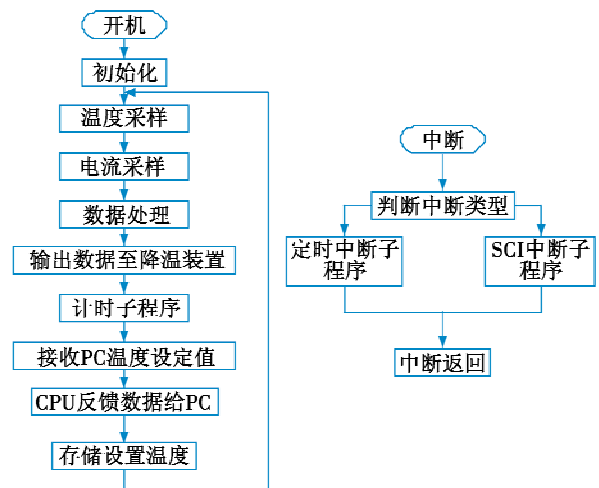 开机
初始化
温度采样
电流采样
数据处理
输出数据至降温装置
计时子程序
接收PC温度设定值
CPU反馈数据给PC
存储设置温度
中断
判断中断类型
定时中断子
程序
SCI中断子
程序
中断返回